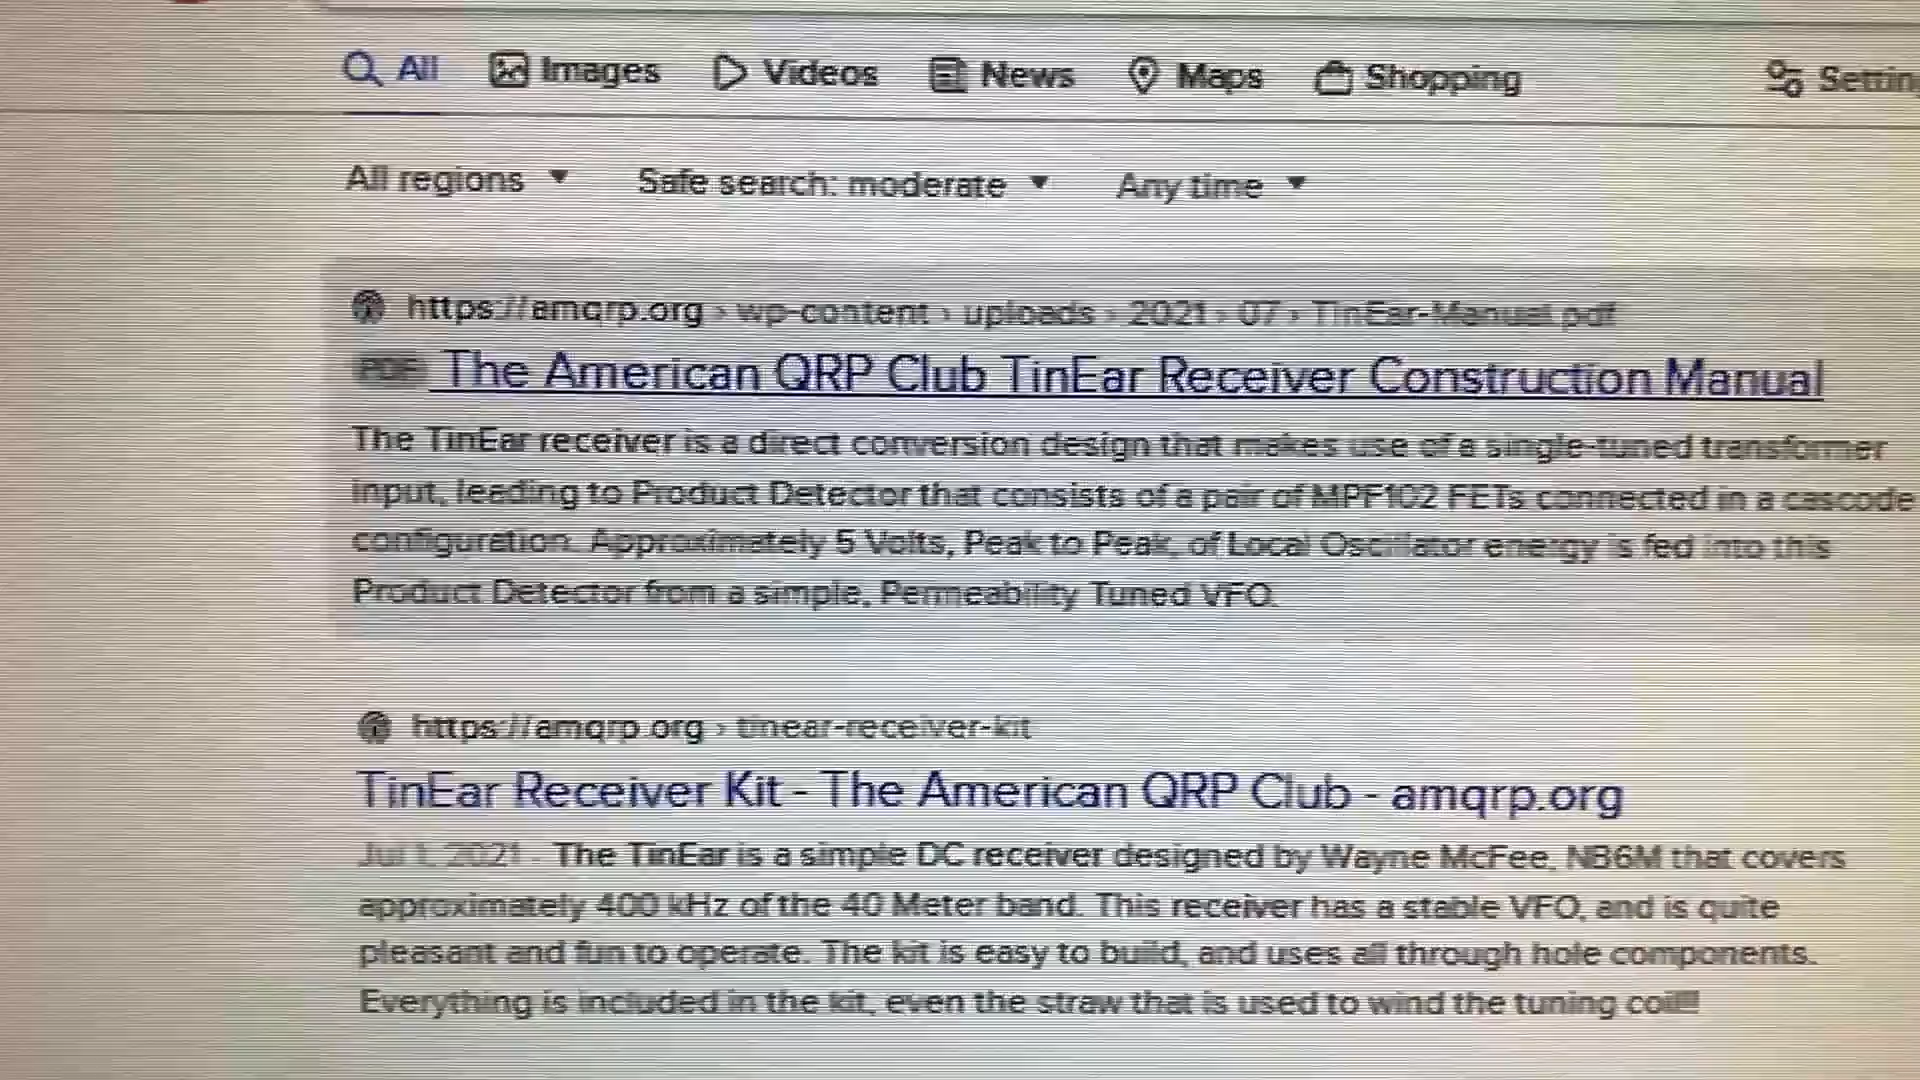 All Images Videos News Maps Shopping Settin
All regions Safe search: moderate Any time
https://amqrp.org › wp-content › uploads › 2021 › 07 › TinEar-Manual.pdf
PDF The American QRP Club TinEar Receiver Construction Manual
The TinEar receiver is a direct conversion design that makes use of a single-tuned transformer
input, leading to Product Detector that consists of a pair of MPF102 FETs connected in a cascode
configuration. Approximately 5 Volts, Peak to Peak, of Local Oscillator energy is fed into this
Product Detector from a simple, Permeability Tuned VFO.
https://amqrp.org › tinear-receiver-kit
TinEar Receiver Kit - The American QRP Club - amqrp.org
Jul 1, 2021 - The TinEar is a simple DC receiver designed by Wayne McFee, NB6M that covers
approximately 400 kHz of the 40 Meter band. This receiver has a stable VFO, and is quite
pleasant and fun to operate. The kit is easy to build, and uses all through hole components.
Everything is included in the kit, even the straw that is used to wind the tuning coil!!!